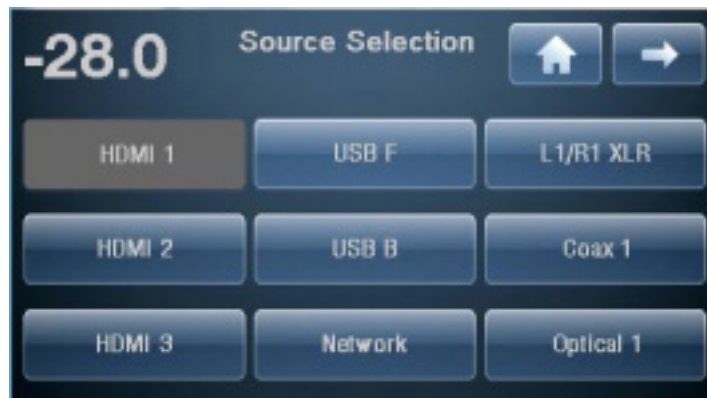 -28.0 Source Selection
HDMI 1 USB F L1/R1 XLR
HDMI 2 USB B Coax 1
HDMI 3 Network Optical 1